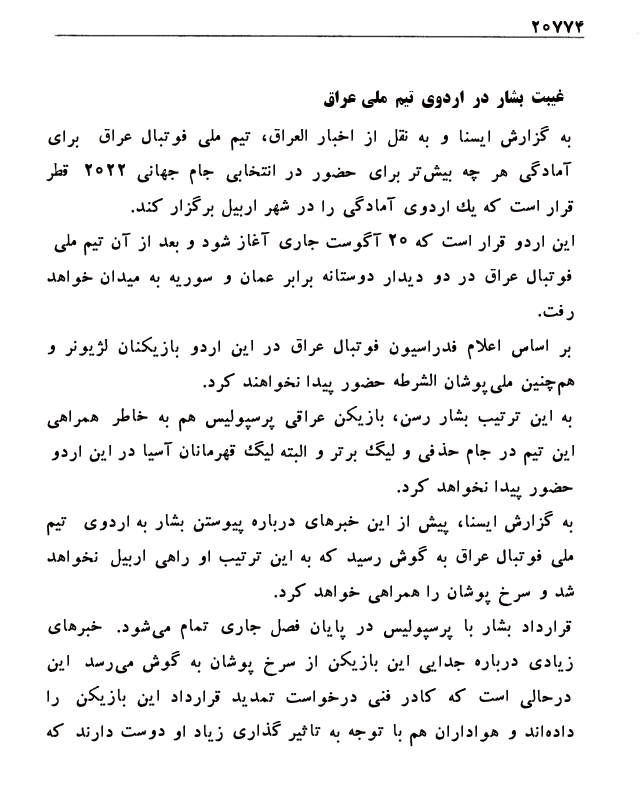 ۲۰۷۷۴
غیبت بشار در اردوی تیم ملی عراق
به گزارش ایسنا و به نقل از اخبار العراق، تیم ملی فوتبال عراق برای
آمادگی هر چه بیش‌تر برای حضور در انتخابی جام جهانی ۲۰۲۲ قطر
قرار است که یک اردوی آمادگی را در شهر اربیل برگزار کند.
این اردو قرار است که ۲۵ آگوست جاری آغاز شود و بعد از آن تیم ملی
فوتبال عراق در دو دیدار دوستانه برابر عمان و سوریه به میدان خواهد
رفت.
بر اساس اعلام فدراسیون فوتبال عراق در این اردو بازیکنان لژیونر و
هم‌چنین ملی‌پوشان الشرطه حضور پیدا نخواهند کرد.
به این ترتیب بشار رسن، بازیکن عراقی پرسپولیس هم به خاطر همراهی
این تیم در جام حذفی و لیگ برتر و البته لیگ قهرمانان آسیا در این اردو
حضور پیدا نخواهد کرد.
به گزارش ایسنا، پیش از این خبرهای درباره پیوستن بشار به اردوی تیم
ملی فوتبال عراق به گوش رسید که به این ترتیب او راهی اربیل نخواهد
شد و سرخ پوشان را همراهی خواهد کرد.
قرارداد بشار با پرسپولیس در پایان فصل جاری تمام می‌شود. خبرهای
زیادی درباره جدایی این بازیکن از سرخ پوشان به گوش می‌رسد این
درحالی است که کادر فنی درخواست تمدید قرارداد این بازیکن را
داده‌اند و هواداران هم با توجه به تاثیر گذاری زیاد او دوست دارند که